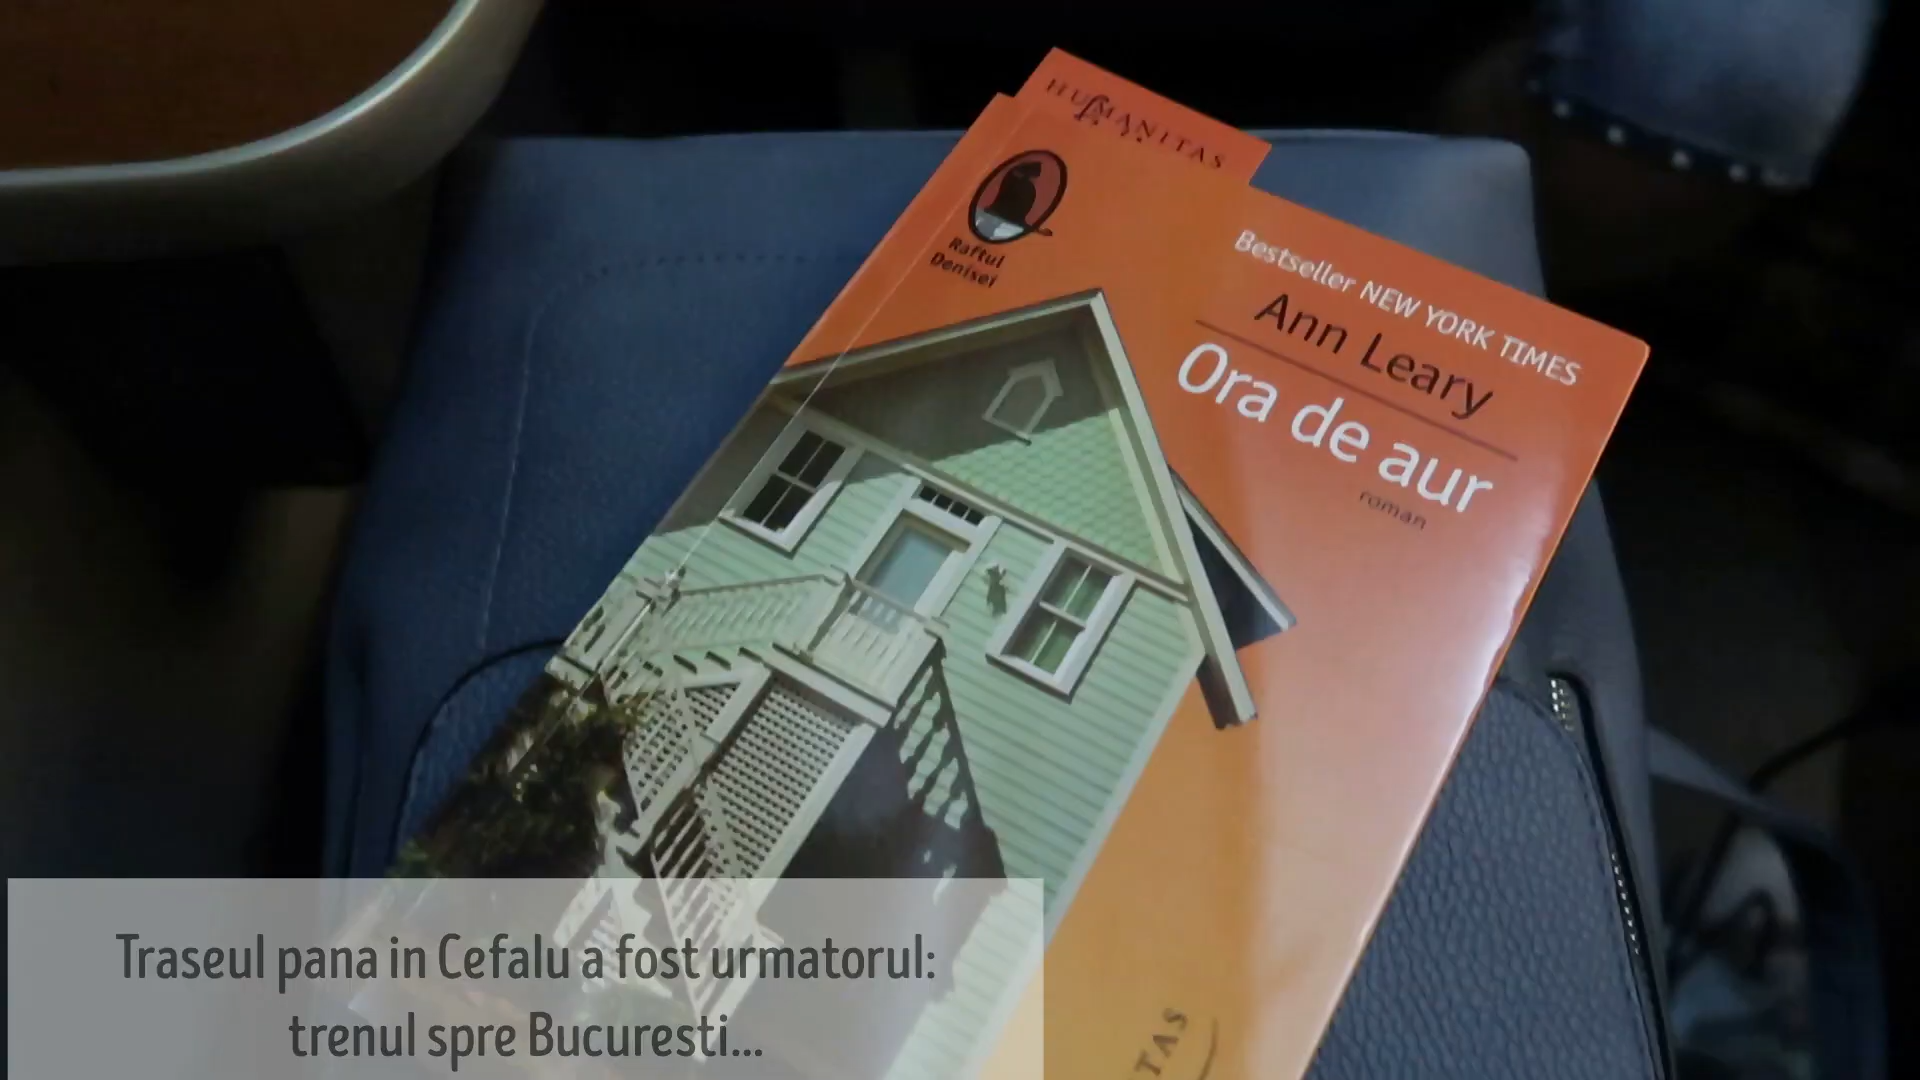 HUMANITAS
Raftul
Denisei
Bestseller NEW YORK TIMES
Ann Leary
Ora de aur
roman
TAS
Traseul pana in Cefalu a fost urmatorul:
trenul spre Bucuresti...